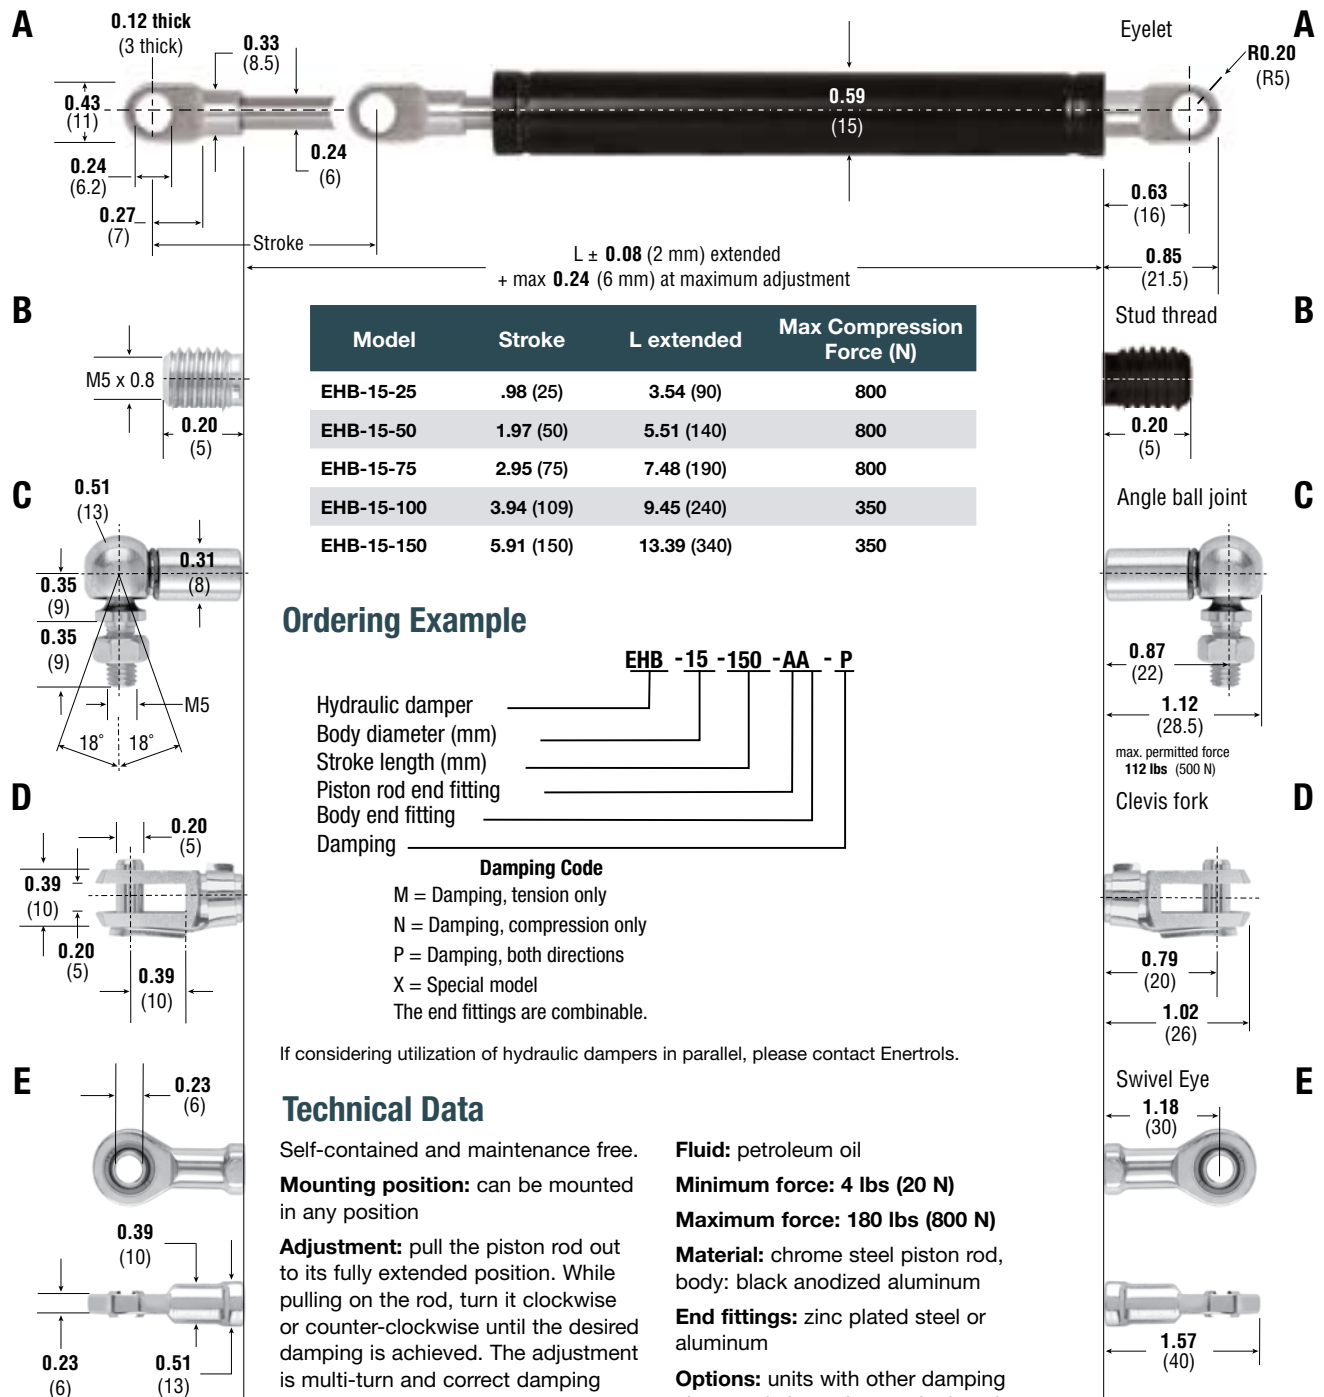 A
0.12 thick
(3 thick)
0.33
(8.5)
0.43
(11)
0.24
(6.2)
0.27
(7)
0.24
(6)
Stroke
0.59
(15)
L ± 0.08 (2 mm) extended
+ max 0.24 (6 mm) at maximum adjustment
Eyelet
A
R0.20
(R5)
0.63
(16)
0.85
(21.5)
B
M5 x 0.8
0.20
(5)
Stud thread
B
0.20
(5)
Model Stroke L extended Max Compression Force (N)
EHB-15-25 .98 (25) 3.54 (90) 800
EHB-15-50 1.97 (50) 5.51 (140) 800
EHB-15-75 2.95 (75) 7.48 (190) 800
EHB-15-100 3.94 (109) 9.45 (240) 350
EHB-15-150 5.91 (150) 13.39 (340) 350
C
0.51
(13)
0.31
(8)
0.35
(9)
0.35
(9)
M5
18° 18°
Angle ball joint
C
0.87
(22)
1.12
(28.5)
max. permitted force
112 lbs (500 N)
Ordering Example
EHB -15 -150 -AA - P
Hydraulic damper
Body diameter (mm)
Stroke length (mm)
Piston rod end fitting
Body end fitting
Damping
Damping Code
M = Damping, tension only
N = Damping, compression only
P = Damping, both directions
X = Special model
The end fittings are combinable.
D
0.20
(5)
0.39
(10)
0.20
(5)
0.39
(10)
Clevis fork
D
0.79
(20)
1.02
(26)
If considering utilization of hydraulic dampers in parallel, please contact Enertrols.
E
0.23
(6)
0.39
(10)
0.23
(6)
0.51
(13)
Swivel Eye
E
1.18
(30)
1.57
(40)
Technical Data
Self-contained and maintenance free.
Mounting position: can be mounted
in any position
Adjustment: pull the piston rod out
to its fully extended position. While
pulling on the rod, turn it clockwise
or counter-clockwise until the desired
damping is achieved. The adjustment
is multi-turn and correct damping
Fluid: petroleum oil
Minimum force: 4 lbs (20 N)
Maximum force: 180 lbs (800 N)
Material: chrome steel piston rod,
body: black anodized aluminum
End fittings: zinc plated steel or
aluminum
Options: units with other damping